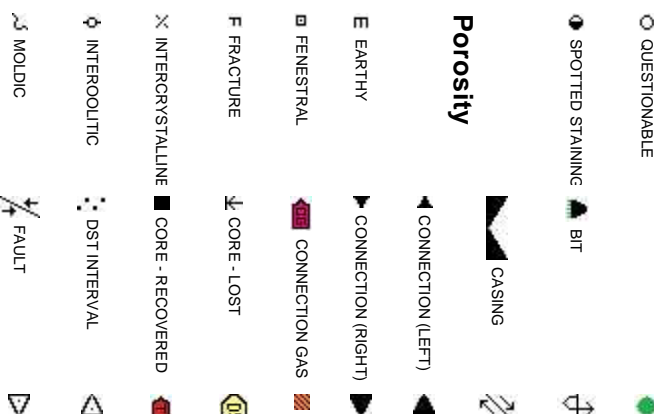 QUESTIONABLE
SPOTTED STAINING
Porosity
E EARTHY
FENESTRAL
F FRACTURE
INTERCRYSTALLINE
INTEROOLITIC
MOLDIC
BIT
CASING
CONNECTION (LEFT)
CONNECTION (RIGHT)
CONNECTION GAS
CORE - LOST
CORE - RECOVERED
DST INTERVAL
FAULT